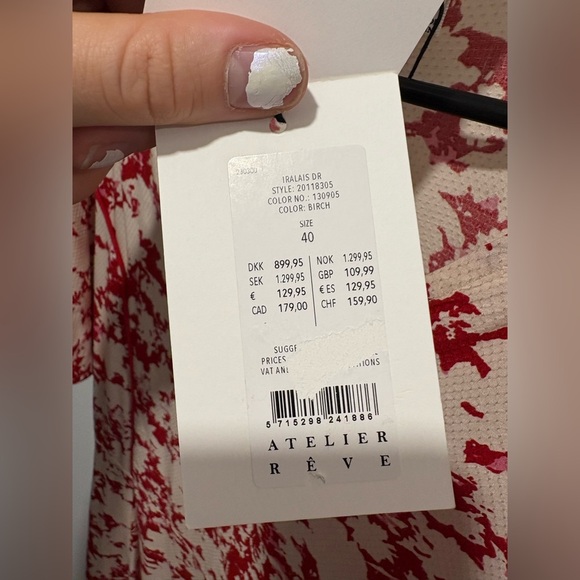 IRALAIS DR
STYLE: 20118305
COLOR NO.: 130905
COLOR: BIRCH
SIZE
40
DKK 899,95 NOK 1.299,95
SEK 1.299,95 GBP 109,99
€ 129,95 € ES 129,95
CAD 179,00 CHF 159,90
SUGG
PRICES
VAT AN
5 715298 241886
ATELIER
RÊVE